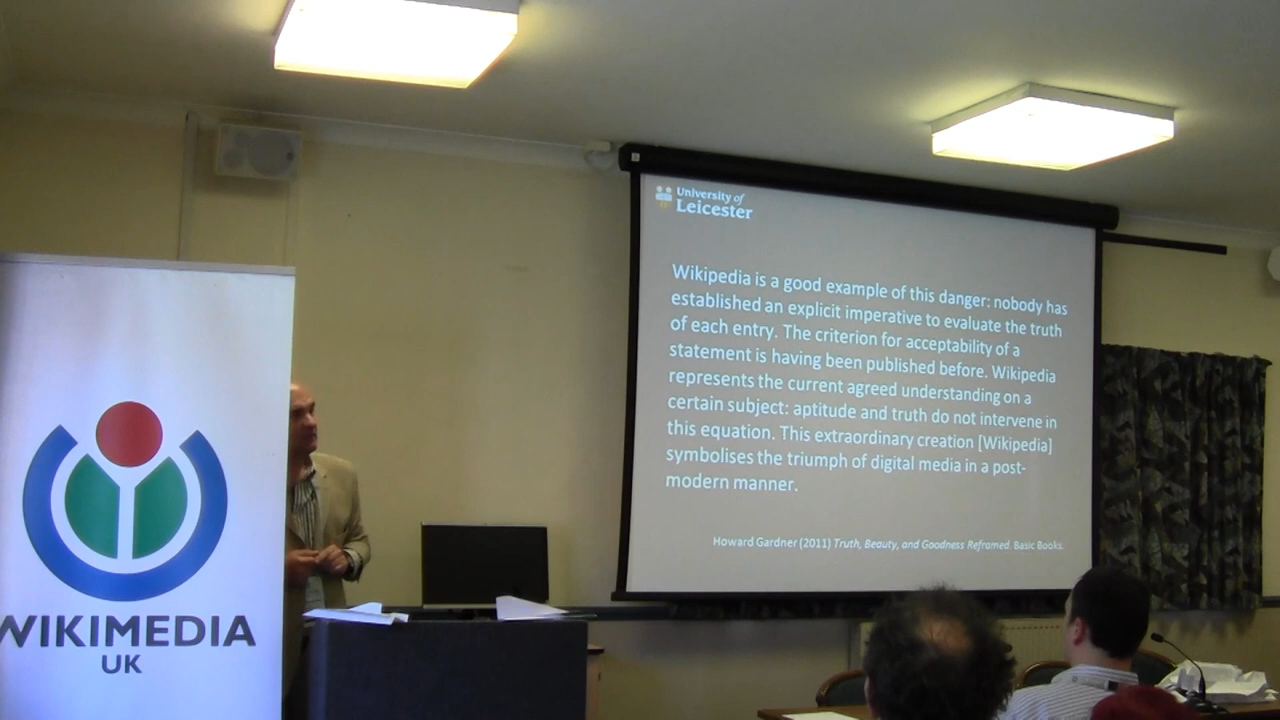 University of
Leicester
Wikipedia is a good example of this danger: nobody has
established an explicit imperative to evaluate the truth
of each entry. The criterion for acceptability of a
statement is having been published before. Wikipedia
represents the current agreed understanding on a
certain subject: aptitude and truth do not intervene in
this equation. This extraordinary creation [Wikipedia]
symbolises the triumph of digital media in a post-
modern manner.
Howard Gardner (2011) Truth, Beauty, and Goodness Reframed. Basic Books.
WIKIMEDIA
UK